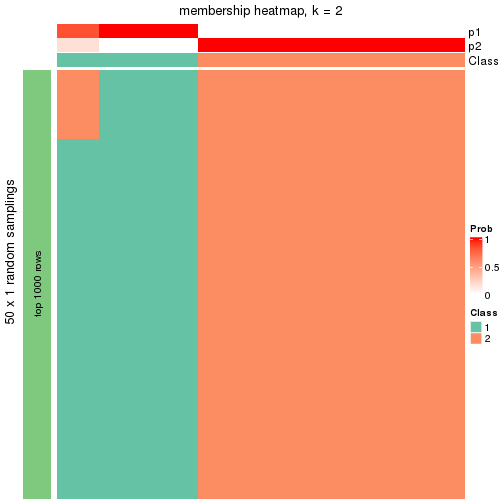 membership heatmap, k = 2
p1
p2
Class
50 x 1 random samplings
top 1000 rows
Prob
1
0.5
0
Class
1
2